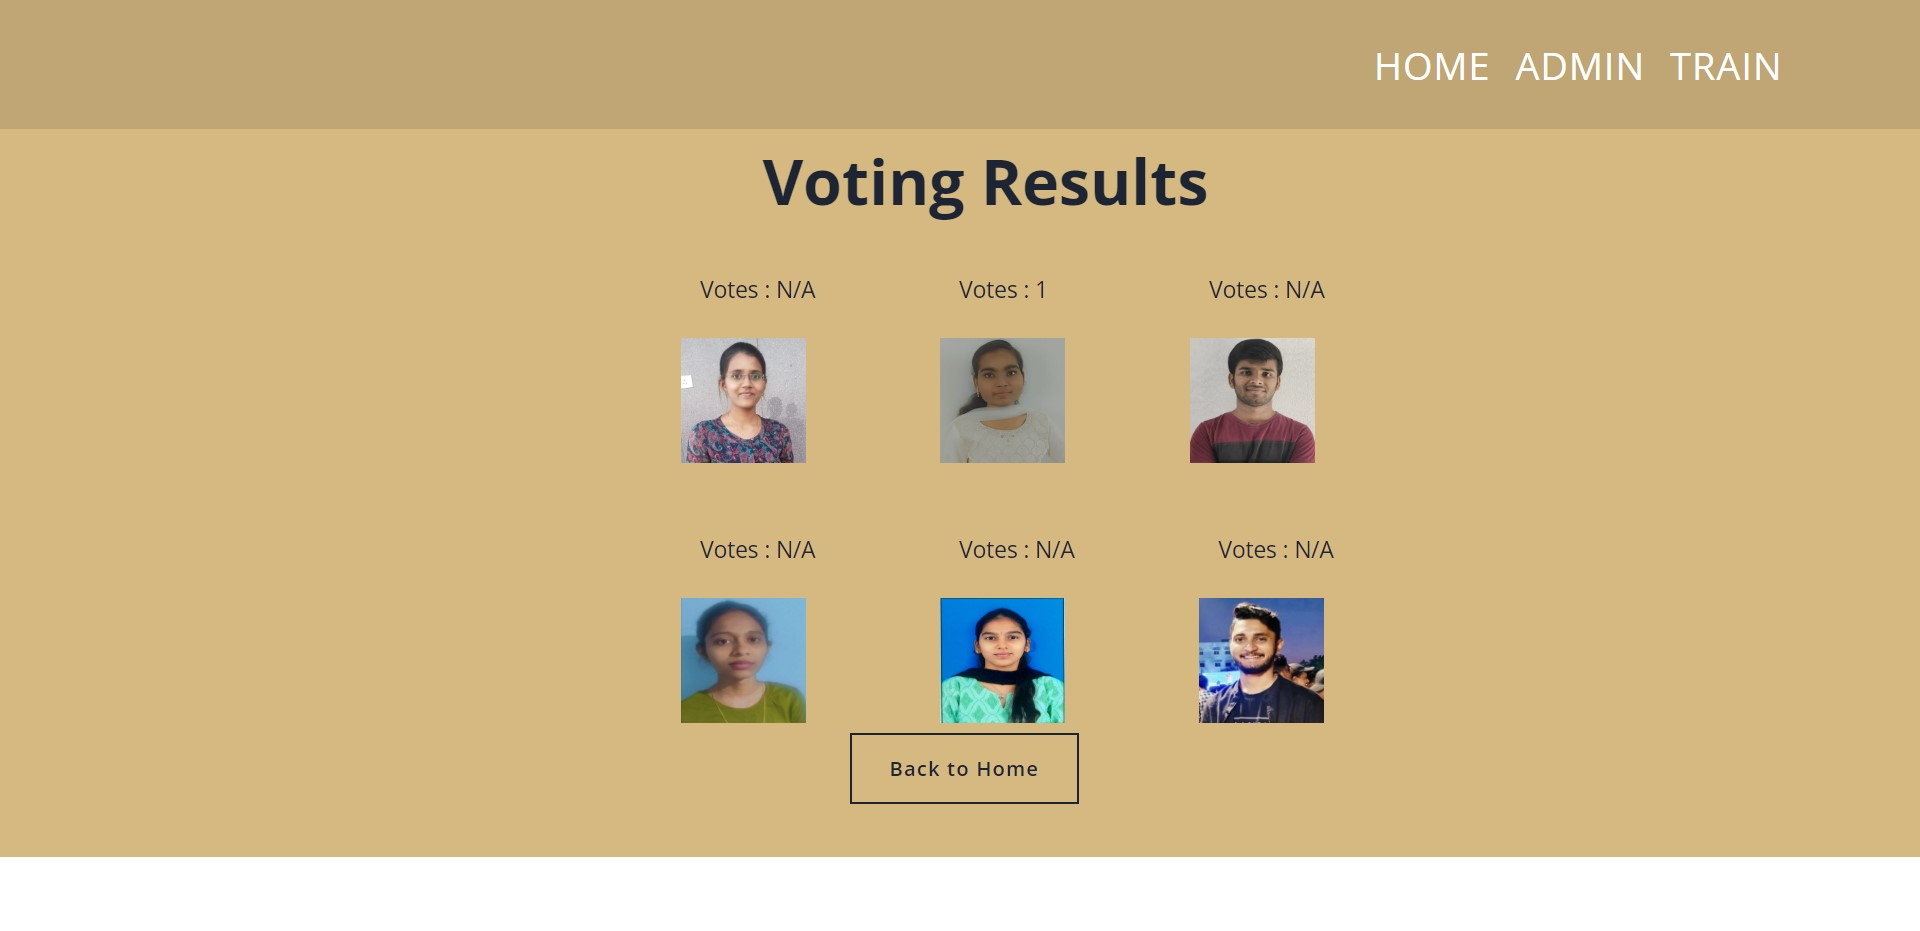 HOME ADMIN TRAIN
Voting Results
Votes : N/A Votes : 1 Votes : N/A
Votes : N/A Votes : N/A Votes : N/A
Back to Home